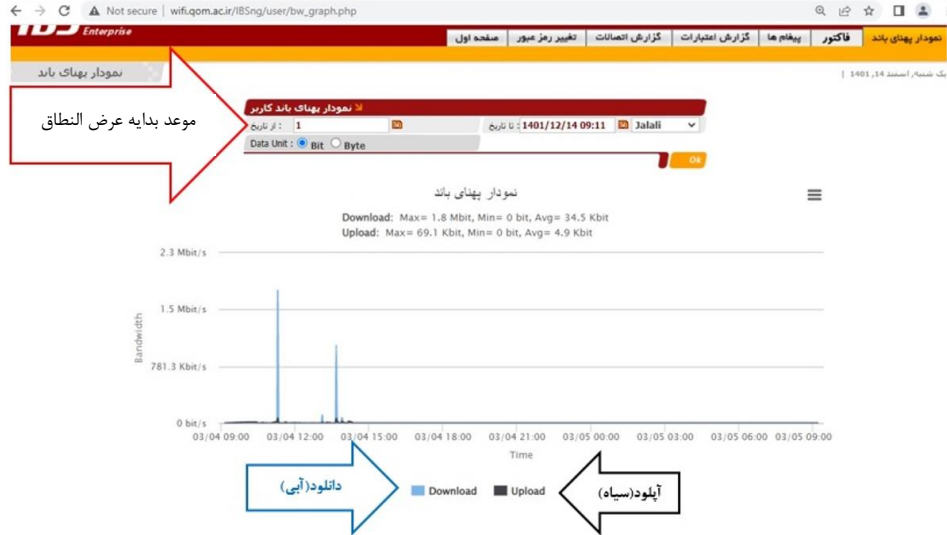 Not secure | wifi.qom.ac.ir/IBSng/user/bw_graph.php
IBS Enterprise
نمودار پهنای باند
فاکتور
پیغام ها
گزارش اعتبارات
گزارش اتصالات
تغییر رمز عبور
صفحه اول
یک شنبه, اسفند 14, 1401 |
نمودار پهنای باند
موعد بدایه عرض النطاق
نمودار پهنای باند کاربر
از تاریخ : 1
تا تاریخ : 1401/12/14 09:11 Jalali
Data Unit : Bit Byte
Ok
نمودار پهنای باند
Download: Max= 1.8 Mbit, Min= 0 bit, Avg= 34.5 Kbit
Upload: Max= 69.1 Kbit, Min= 0 bit, Avg= 4.9 Kbit
2.3 Mbit/s
1.5 Mbit/s
781.3 Kbit/s
0 bit/s
Bandwidth
03/04 09:00 03/04 12:00 03/04 15:00 03/04 18:00 03/04 21:00 03/05 00:00 03/05 03:00 03/05 06:00 03/05 09:00
Time
دانلود(آبی)
Download
Upload
آپلود(سیاه)